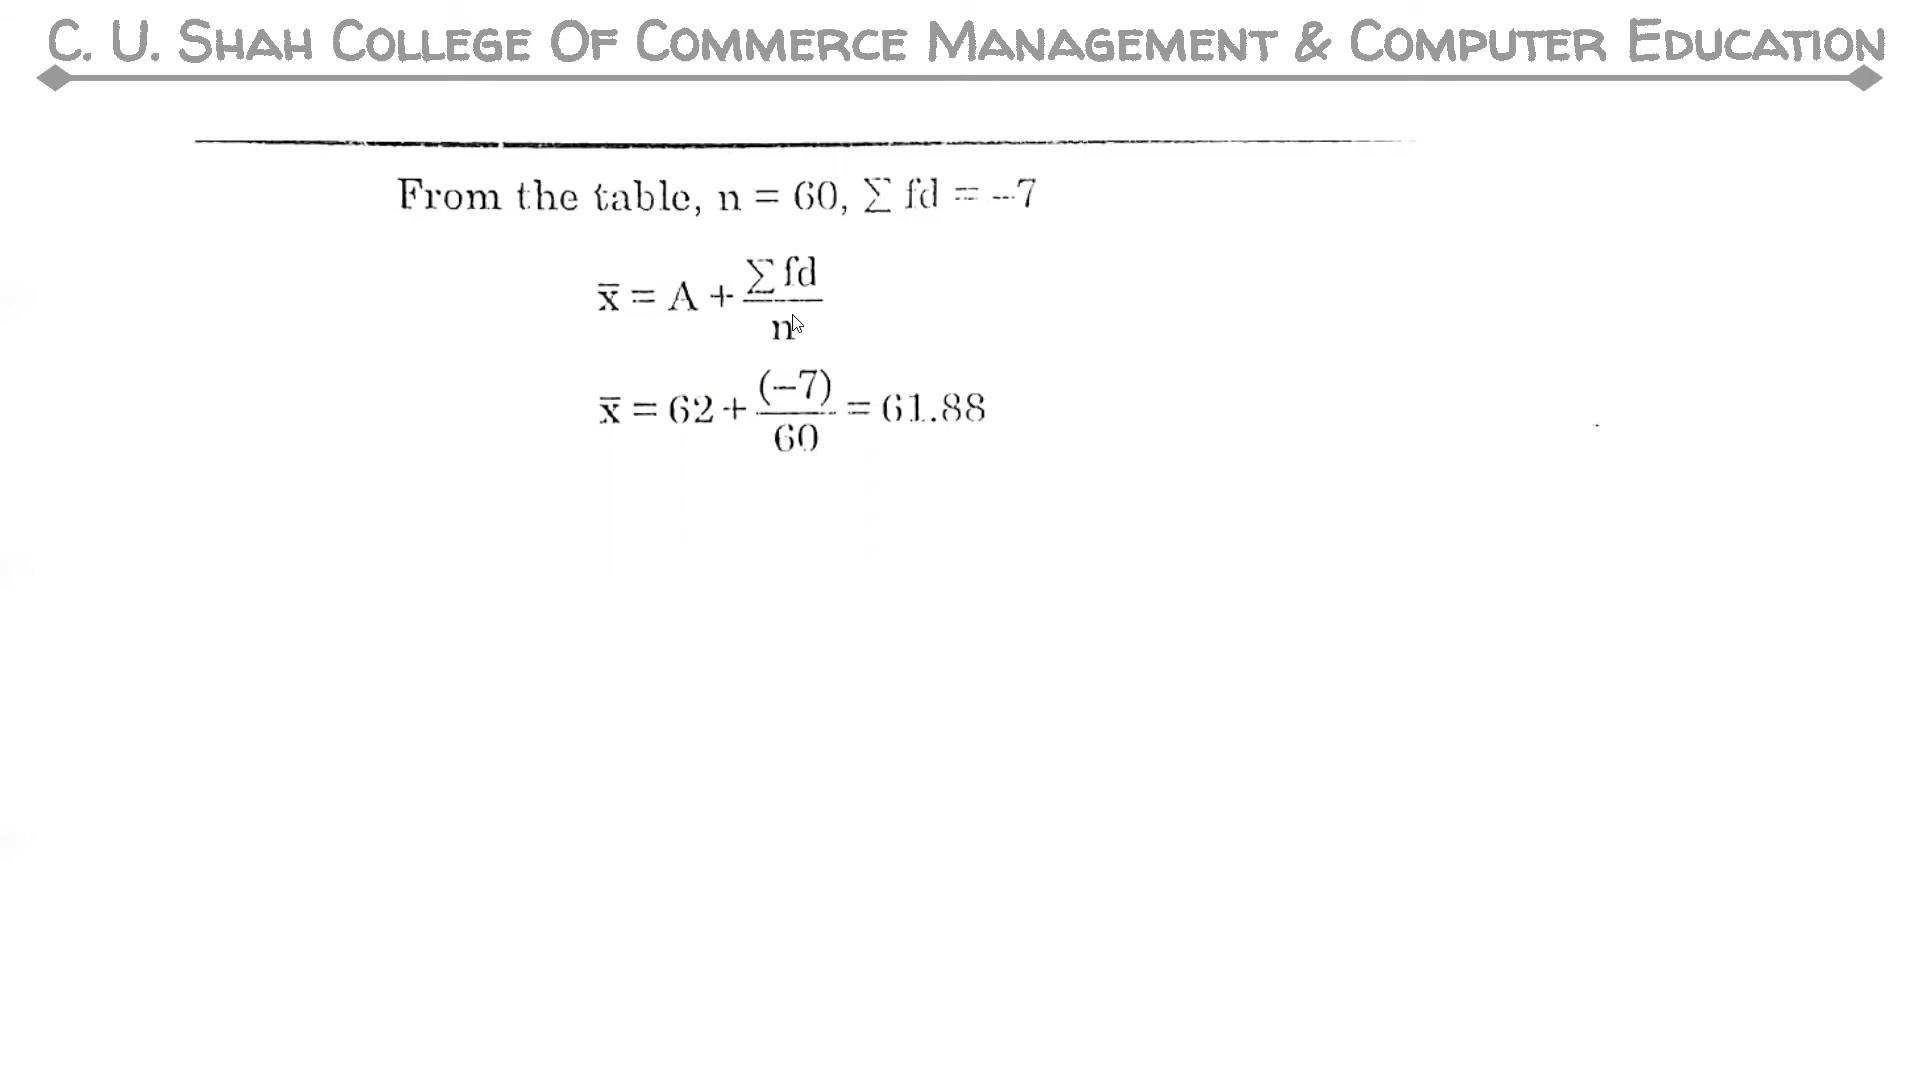 C. U. SHAH COLLEGE OF COMMERCE MANAGEMENT & COMPUTER EDUCATION
From the table, n = 60, ∑ fd = –7
x̅ = A + ∑ fd / n
x̅ = 62 + (–7) / 60 = 61.88